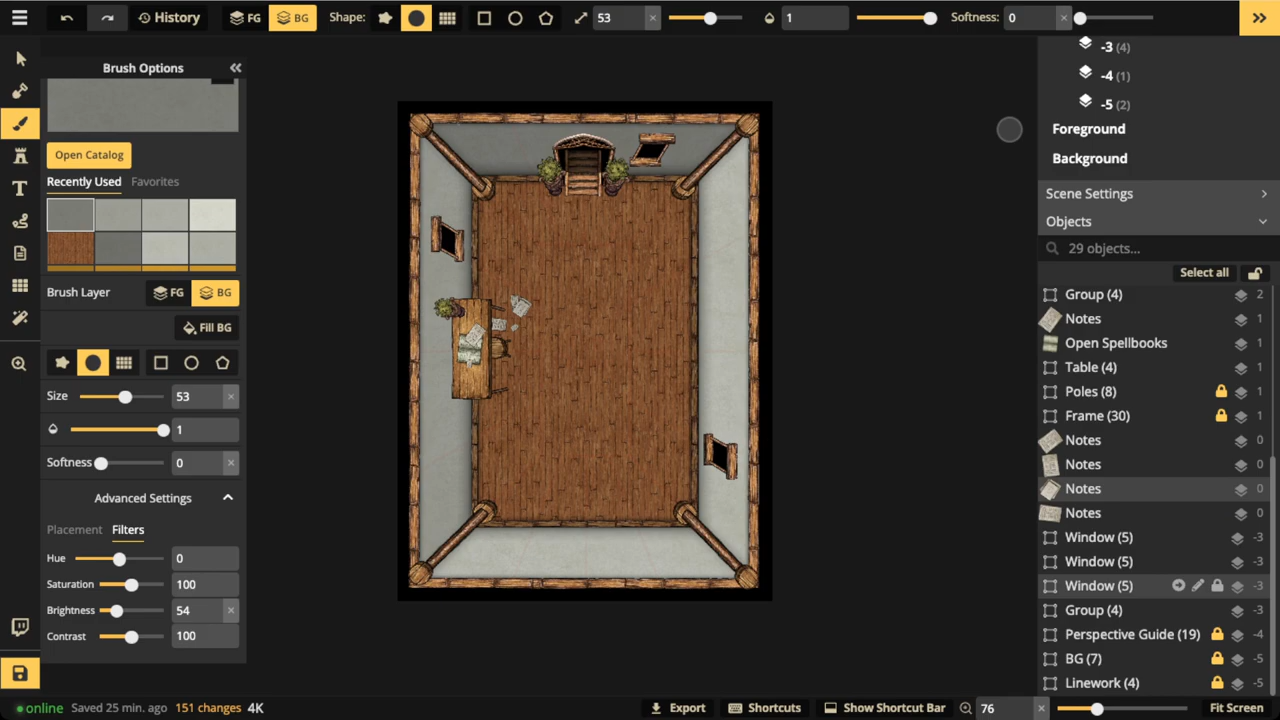 History
FG
BG
Shape:
53
×
1
Softness:
0
×
Brush Options
Open Catalog
Recently Used
Favorites
Brush Layer
FG
BG
Fill BG
Size
53
×
1
Softness
0
×
Advanced Settings
Placement
Filters
Hue
0
Saturation
100
Brightness
54
×
Contrast
100
-3 (4)
-4 (1)
-5 (2)
Foreground
Background
Scene Settings
Objects
29 objects...
Select all
Group (4) 2
Notes 1
Open Spellbooks 1
Table (4) 1
Poles (8) 1
Frame (30) 1
Notes 0
Notes 0
Notes 0
Notes 0
Window (5) -3
Window (5) -3
Window (5) -3
Group (4) -3
Perspective Guide (19) -4
BG (7) -5
Linework (4) -5
online Saved 25 min. ago 151 changes 4K
Export
Shortcuts
Show Shortcut Bar
76
×
Fit Screen